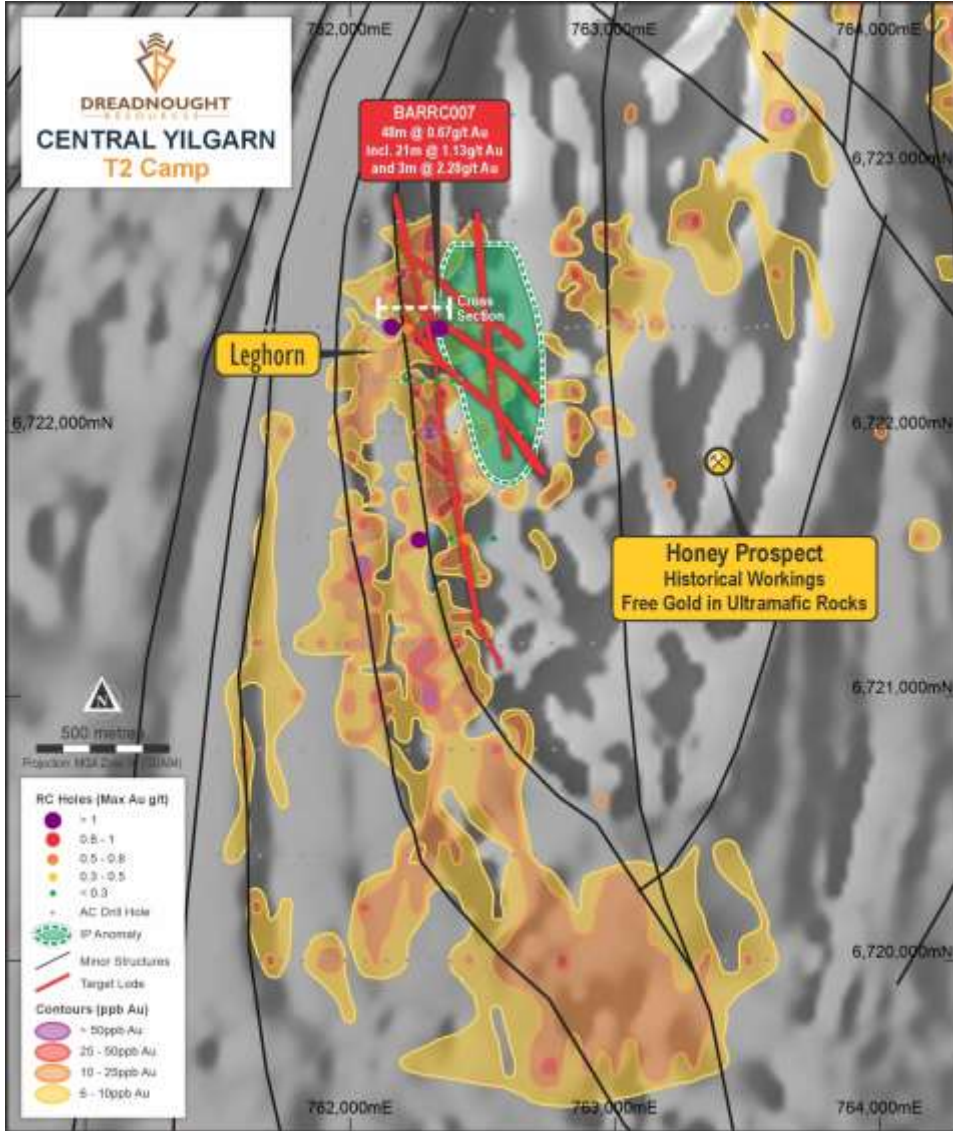 762,000mE
763,000mE
764,000mE
DREADNOUGHT
RESOURCES
CENTRAL YILGARN
T2 Camp
BARRC007
48m @ 0.67g/t Au
Incl. 21m @ 1.13g/t Au
and 3m @ 2.28g/t Au
6,723,000mN
Cross
Section
Leghorn
6,722,000mN
6,722,000mN
Honey Prospect
Historical Workings
Free Gold in Ultramafic Rocks
6,721,000mN
N
500 metres
Projection: MGA Zone
RC Holes (Max Au g/t)
> 1
0.8 - 1
0.5 - 0.8
0.3 - 0.5
< 0.3
AC Drill Hole
IP Anomaly
Minor Structures
Target Lode
Contours (ppb Au)
> 50ppb Au
25 - 50ppb Au
10 - 25ppb Au
6 - 10ppb Au
6,720,000mN
762,000mE
763,000mE
764,000mE